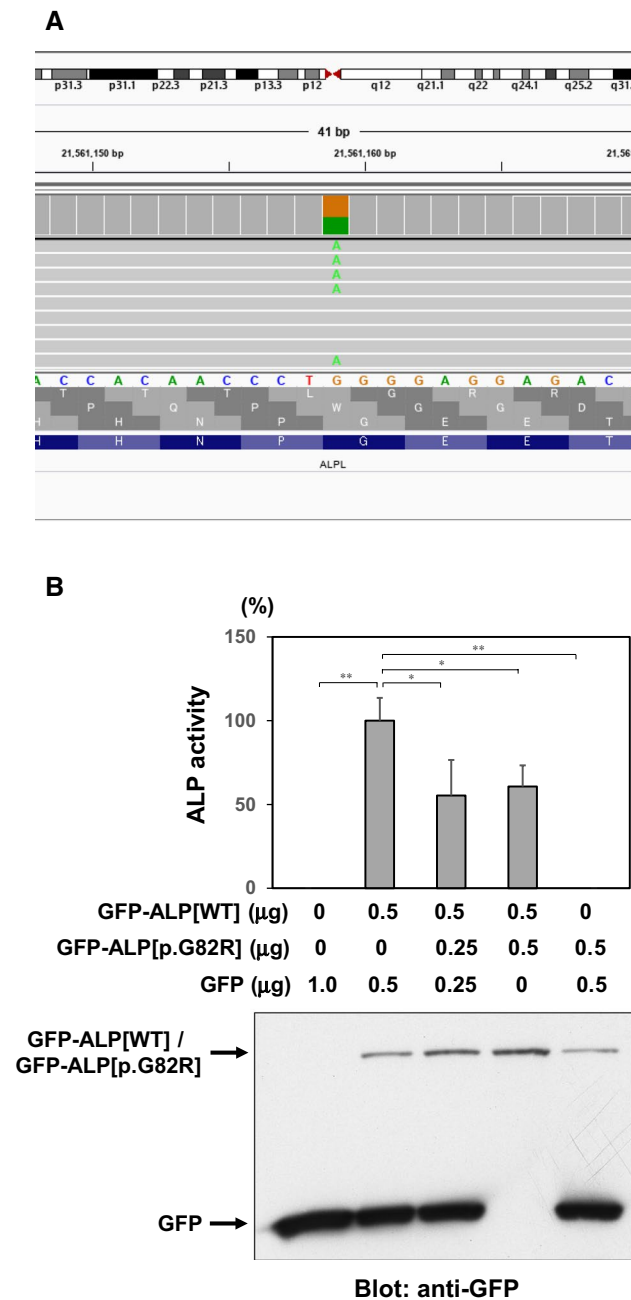 A
p31.3 p31.1 p22.3 p21.3 p13.3 p12 q12 q21.1 q22 q24.1 q25.2 q31.
41 bp
21,561,150 bp 21,561,160 bp 21,56
A
A
A
A
A
A C C A C A A C C C T G G G G A G G A G A C
T T T L G R R
P Q P W G G D
H H N P G E E T
H H N P G E E T
ALPL
B
(%)
150
100
50
0
ALP activity
** * * **
GFP-ALP[WT] (μg) 0 0.5 0.5 0.5 0
GFP-ALP[p.G82R] (μg) 0 0 0.25 0.5 0.5
GFP (μg) 1.0 0.5 0.25 0 0.5
GFP-ALP[WT] /
GFP-ALP[p.G82R]
GFP
Blot: anti-GFP